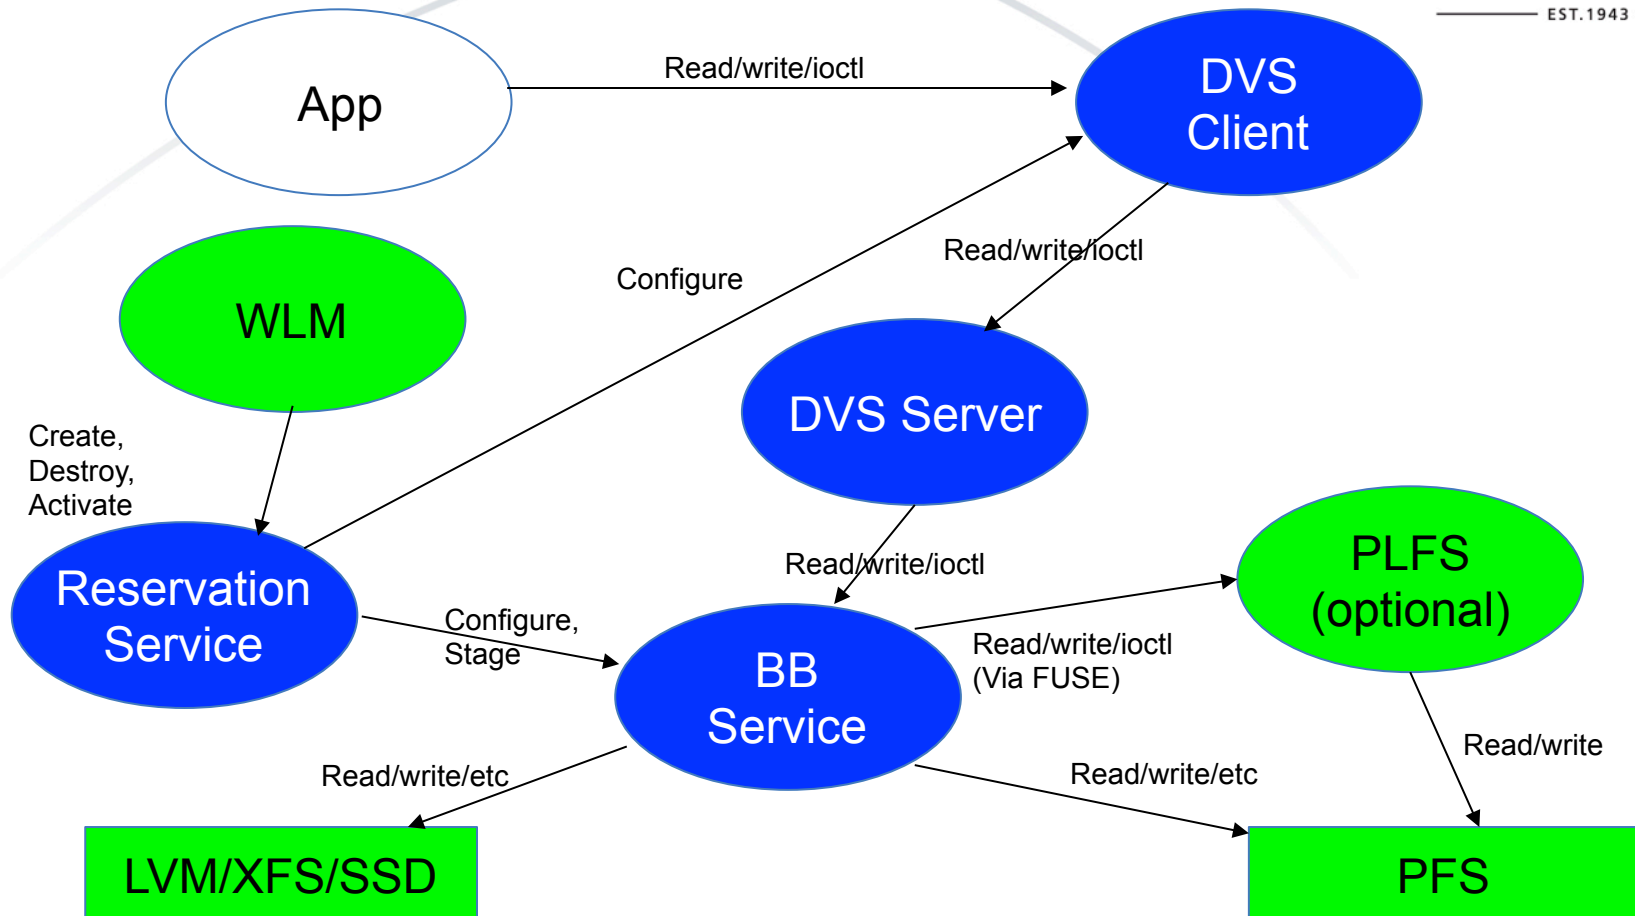 EST.1943
App
Read/write/ioctl
DVS
Client
WLM
Configure
Read/write/ioctl
DVS Server
Create,
Destroy,
Activate
Reservation
Service
Configure,
Stage
Read/write/ioctl
BB
Service
Read/write/ioctl
(Via FUSE)
PLFS
(optional)
Read/write
Read/write/etc
Read/write/etc
LVM/XFS/SSD
PFS